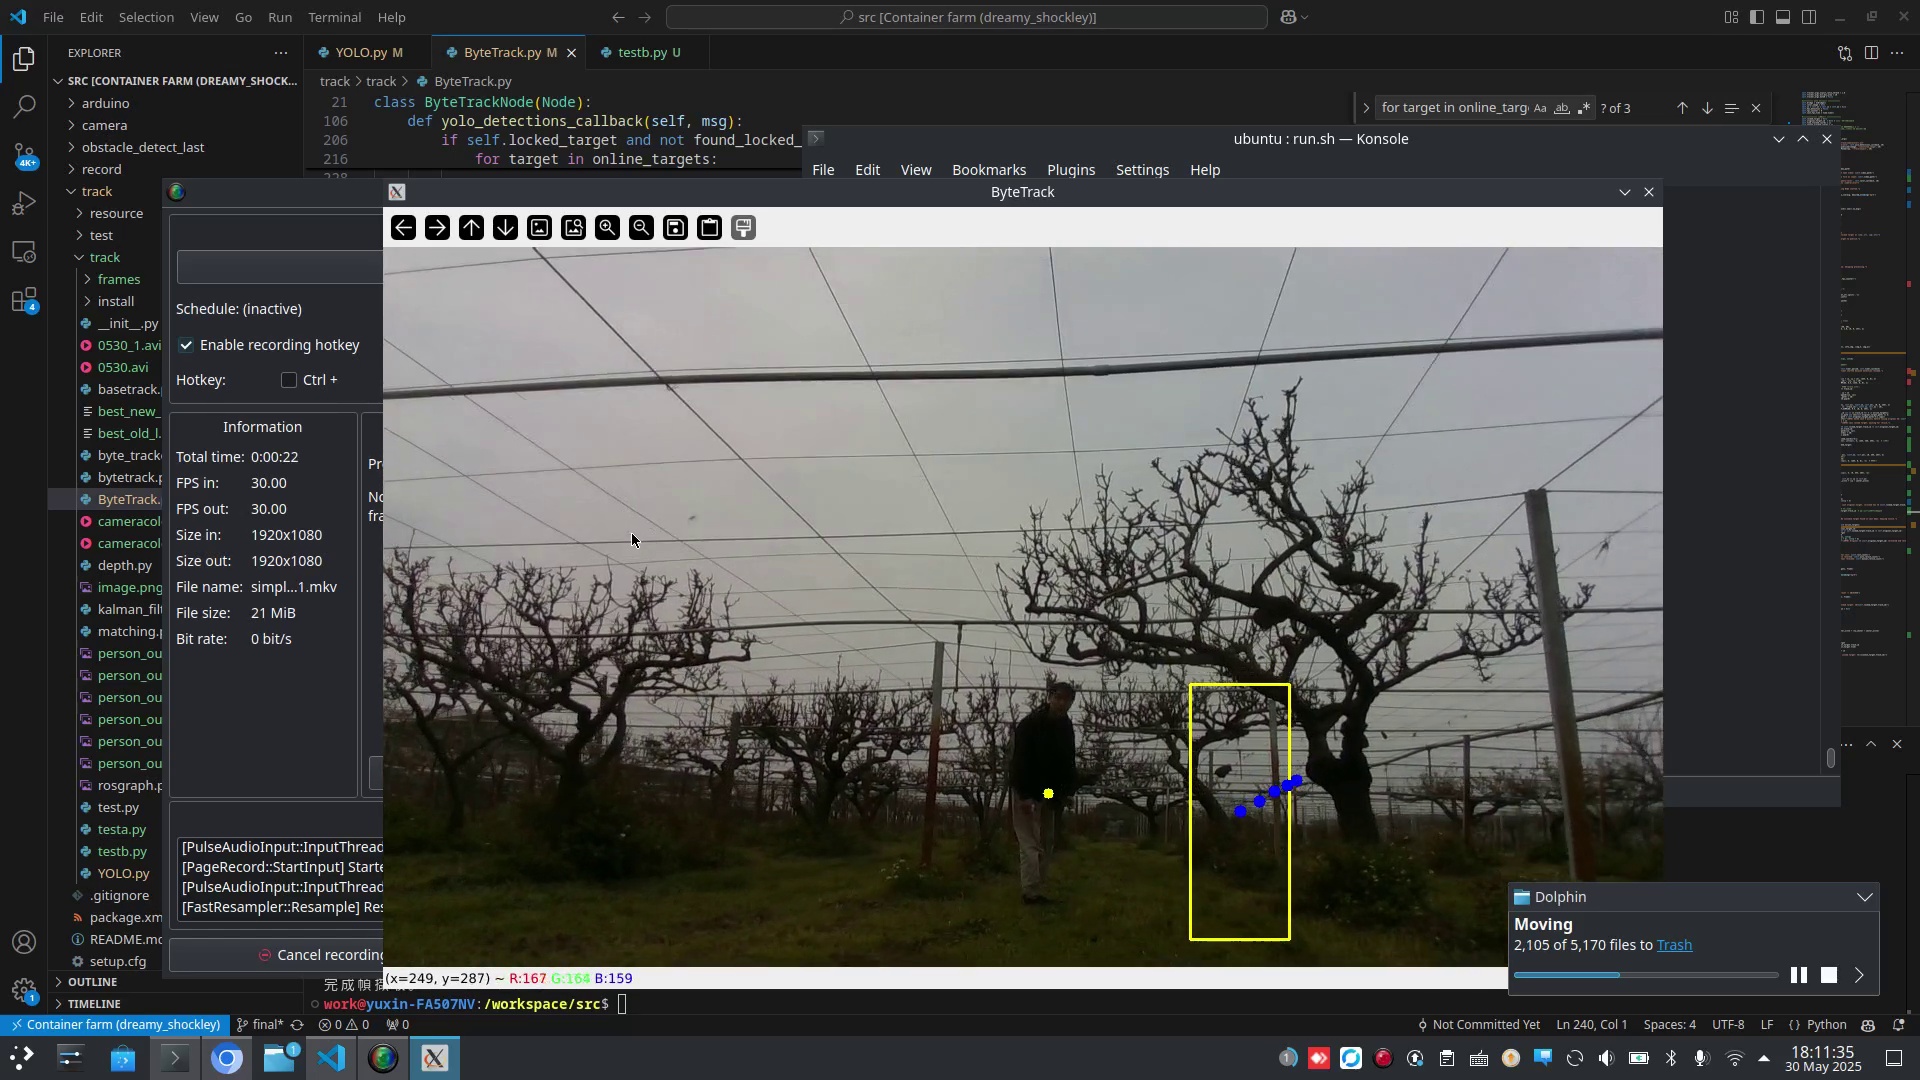 File Edit Selection View Go Run Terminal Help
src [Container farm (dreamy_shockley)]
EXPLORER
YOLO.py M
ByteTrack.py M
testb.py U
SRC [CONTAINER FARM (DREAMY_SHOCK...
track > track > ByteTrack.py
21 class ByteTrackNode(Node):
106 def yolo_detections_callback(self, msg):
206 if self.locked_target and not found_locked_
216 for target in online_targets:
for target in online_targ
Aa ab .*
? of 3
arduino
camera
obstacle_detect_last
record
track
resource
test
track
frames
install
__init__.py
0530_1.avi
0530.avi
basetrack.
best_new_
best_old_l.
byte_track
bytetrack.p
ByteTrack.
cameracol
cameracol
depth.py
image.png
kalman_filt
matching.p
person_ou
person_ou
person_ou
person_ou
person_ou
person_ou
rosgraph.p
test.py
testa.py
testb.py
YOLO.py
.gitignore
package.xm
README.md
setup.cfg
OUTLINE
TIMELINE
4K+
4
1
ubuntu : run.sh — Konsole
File Edit View Bookmarks Plugins Settings Help
Schedule: (inactive)
Enable recording hotkey
Hotkey: Ctrl +
Information
Total time: 0:00:22
FPS in: 30.00
FPS out: 30.00
Size in: 1920x1080
Size out: 1920x1080
File name: simpl...1.mkv
File size: 21 MiB
Bit rate: 0 bit/s
Pr
No
fra
[PulseAudioInput::InputThread
[PageRecord::StartInput] Starte
[PulseAudioInput::InputThread
[FastResampler::Resample] Res
Cancel recording
ByteTrack
(x=249, y=287) ~ R:167 G:164 B:159
work@yuxin-FA507NV:/workspace/src$
Dolphin
Moving
2,105 of 5,170 files to Trash
Container farm (dreamy_shockley)
final*
0 0
0
Not Committed Yet
Ln 240, Col 1
Spaces: 4
UTF-8
LF
{} Python
1
1
18:11:35
30 May 2025